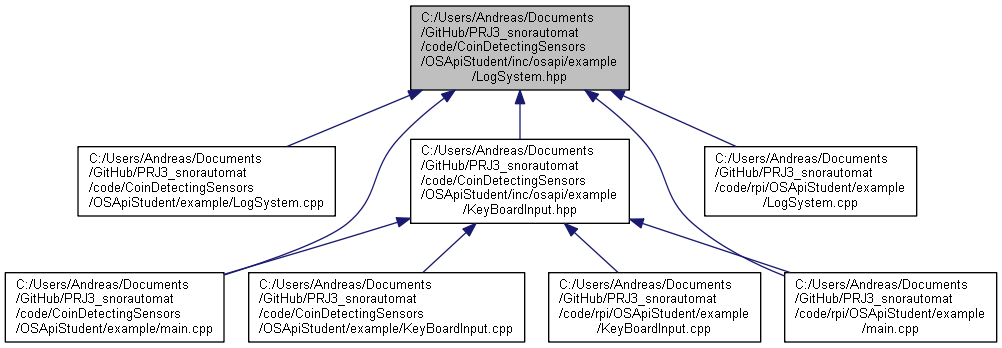 C:/Users/Andreas/Documents
/GitHub/PRJ3_snorautomat
/code/CoinDetectingSensors
/OSApiStudent/inc/osapi/example
/LogSystem.hpp
C:/Users/Andreas/Documents
/GitHub/PRJ3_snorautomat
/code/CoinDetectingSensors
/OSApiStudent/example/LogSystem.cpp
C:/Users/Andreas/Documents
/GitHub/PRJ3_snorautomat
/code/CoinDetectingSensors
/OSApiStudent/inc/osapi/example
/KeyBoardInput.hpp
C:/Users/Andreas/Documents
/GitHub/PRJ3_snorautomat
/code/rpi/OSApiStudent/example
/LogSystem.cpp
C:/Users/Andreas/Documents
/GitHub/PRJ3_snorautomat
/code/CoinDetectingSensors
/OSApiStudent/example/main.cpp
C:/Users/Andreas/Documents
/GitHub/PRJ3_snorautomat
/code/CoinDetectingSensors
/OSApiStudent/example/KeyBoardInput.cpp
C:/Users/Andreas/Documents
/GitHub/PRJ3_snorautomat
/code/rpi/OSApiStudent/example
/KeyBoardInput.cpp
C:/Users/Andreas/Documents
/GitHub/PRJ3_snorautomat
/code/rpi/OSApiStudent/example
/main.cpp